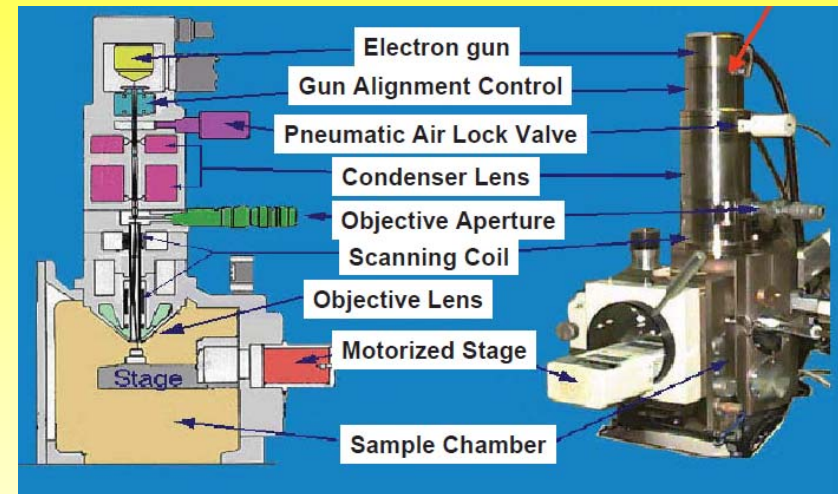 Electron gun
Gun Alignment Control
Pneumatic Air Lock Valve
Condenser Lens
Objective Aperture
Scanning Coil
Objective Lens
Motorized Stage
Stage
Sample Chamber